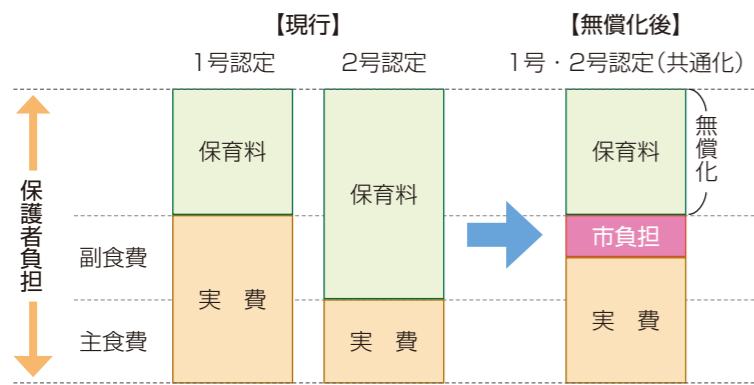 【現行】
【無償化後】
1号認定
2号認定
1号・2号認定(共通化)
保護者負担
副食費
主食費
保育料
実　費
保育料
実　費
保育料
無償化
市負担
実　費